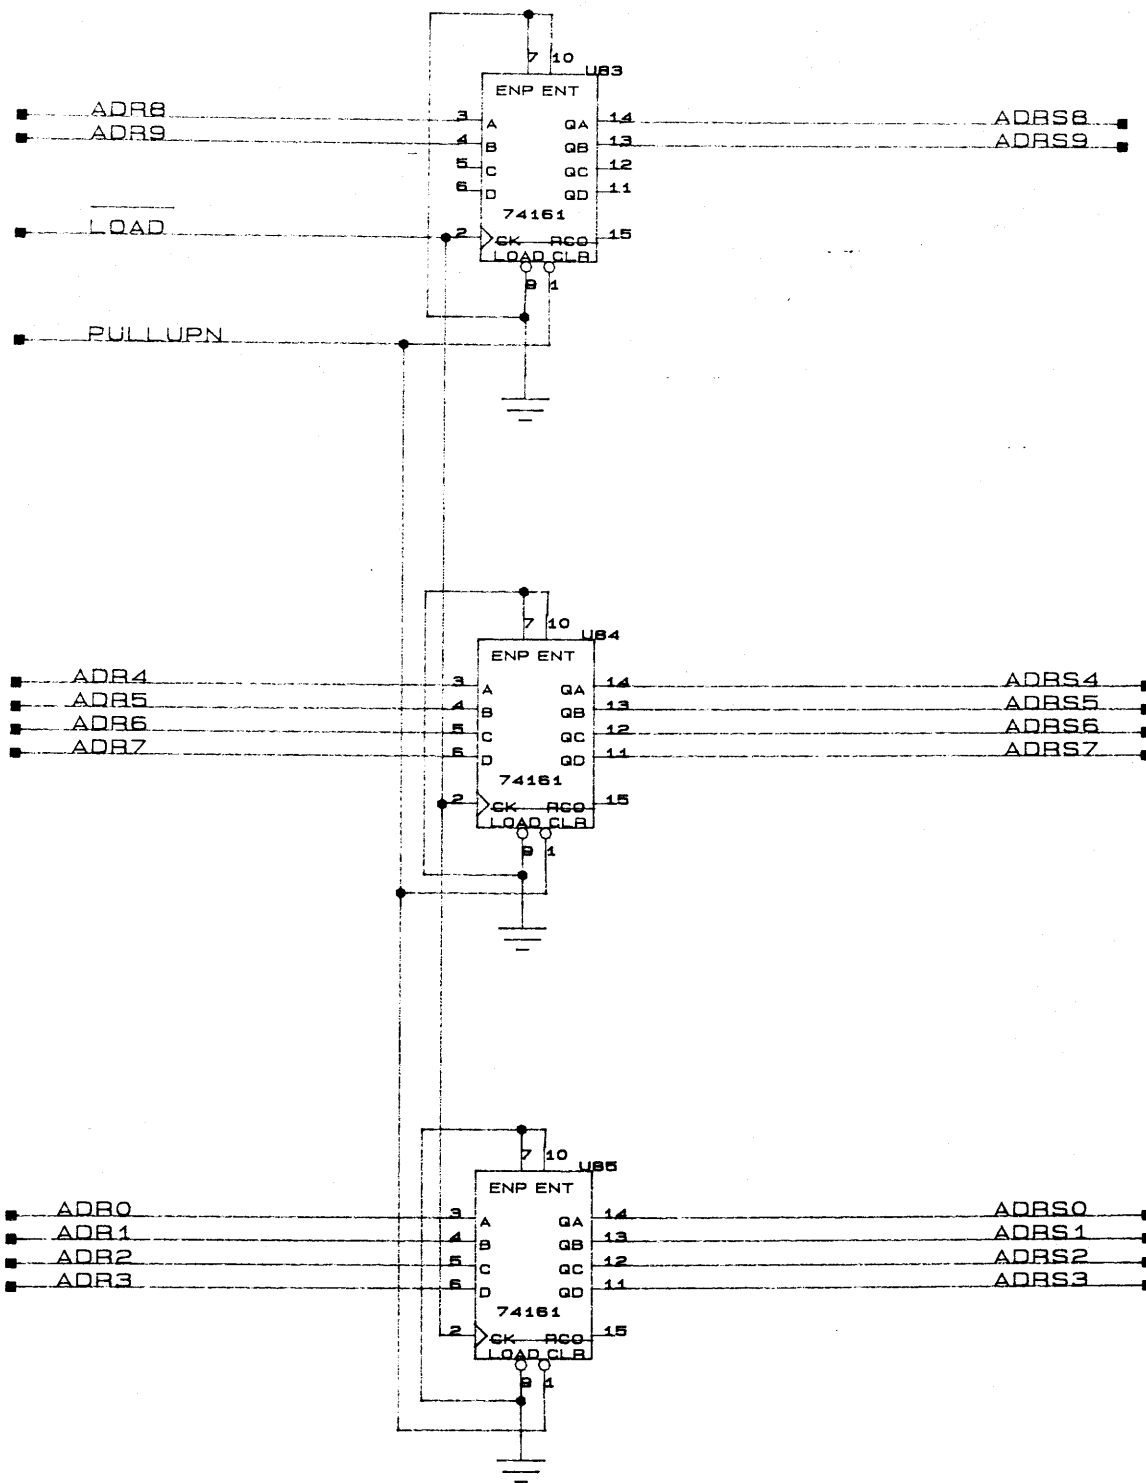 7 10
U83
ENP ENT
ADR8 3 A QA 14 ADRS8
ADR9 4 B QB 13 ADRS9
5 C QC 12
6 D QD 11
74161
LOAD 2 CK RCO 15
LOAD CLR
9 1
PULLUPN
7 10
U84
ENP ENT
ADR4 3 A QA 14 ADRS4
ADR5 4 B QB 13 ADRS5
ADR6 5 C QC 12 ADRS6
ADR7 6 D QD 11 ADRS7
74161
2 CK RCO 15
LOAD CLR
9 1
7 10
U85
ENP ENT
ADR0 3 A QA 14 ADRS0
ADR1 4 B QB 13 ADRS1
ADR2 5 C QC 12 ADRS2
ADR3 6 D QD 11 ADRS3
74161
2 CK RCO 15
LOAD CLR
9 1